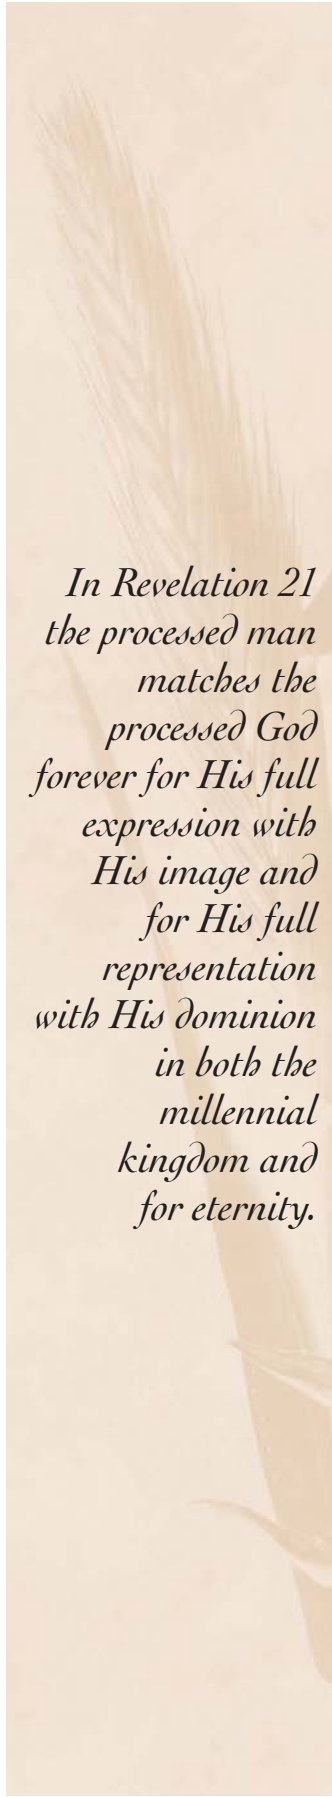 In Revelation 21
the processed man
matches the
processed God
forever for His full
expression with
His image and
for His full
representation
with His dominion
in both the
millennial
kingdom and
for eternity.